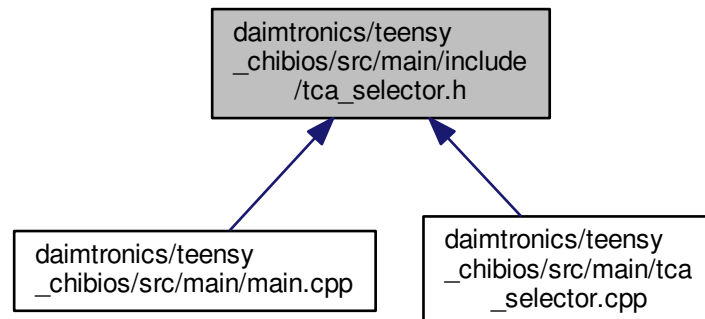 daimtronics/teensy
_chibios/src/main/include
/tca_selector.h
daimtronics/teensy
_chibios/src/main/main.cpp
daimtronics/teensy
_chibios/src/main/tca
_selector.cpp